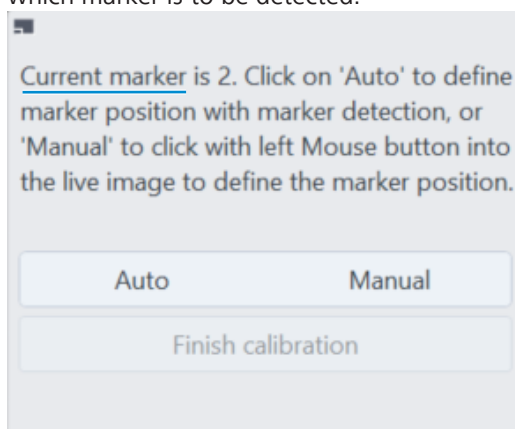 which marker is to be detected.
Current marker is 2. Click on 'Auto' to define
marker position with marker detection, or
'Manual' to click with left Mouse button into
the live image to define the marker position.
Auto Manual
Finish calibration